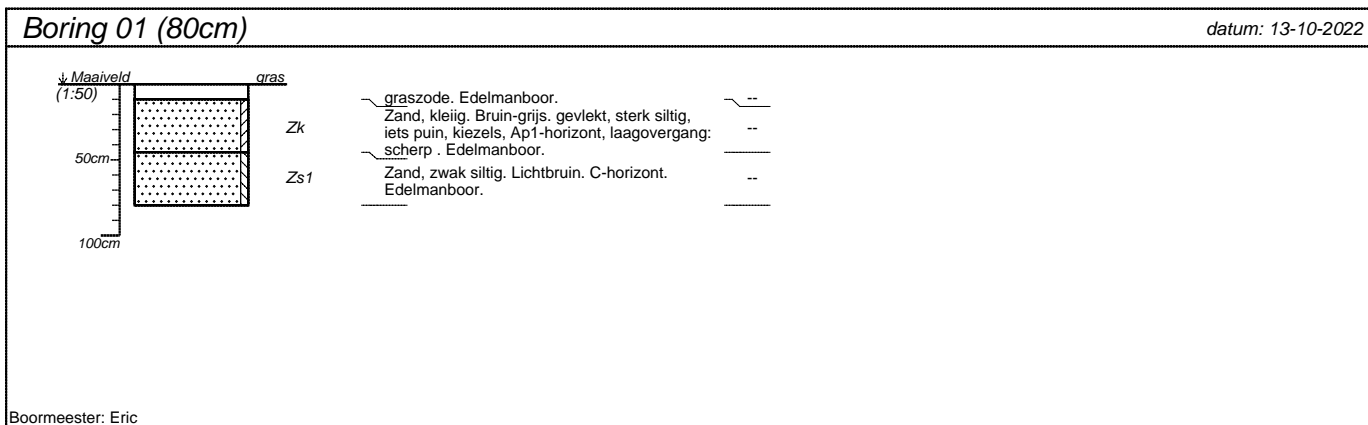 Boring 01 (80cm)
datum: 13-10-2022
Maaiveld
gras
(1:50)
graszode. Edelmanboor.
--
Zk
Zand, kleiig. Bruin-grijs. gevlekt, sterk siltig,
iets puin, kiezels, Ap1-horizont, laagovergang:
scherp . Edelmanboor.
--
50cm
Zs1
Zand, zwak siltig. Lichtbruin. C-horizont.
Edelmanboor.
--
100cm
Boormeester: Eric